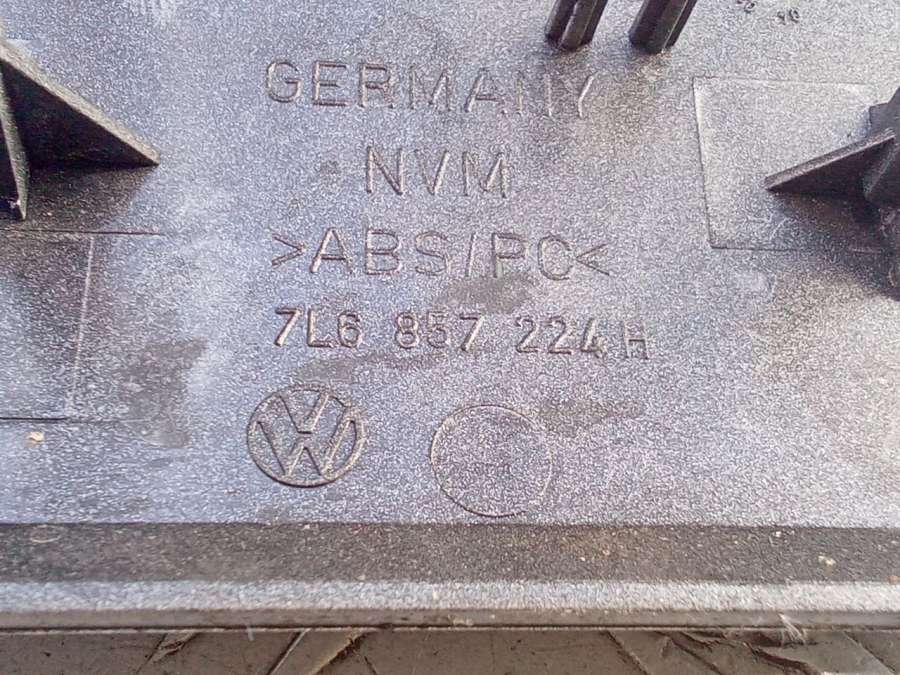 GERMANY
NVM
>ABS/PC<
7L6 857 224 H